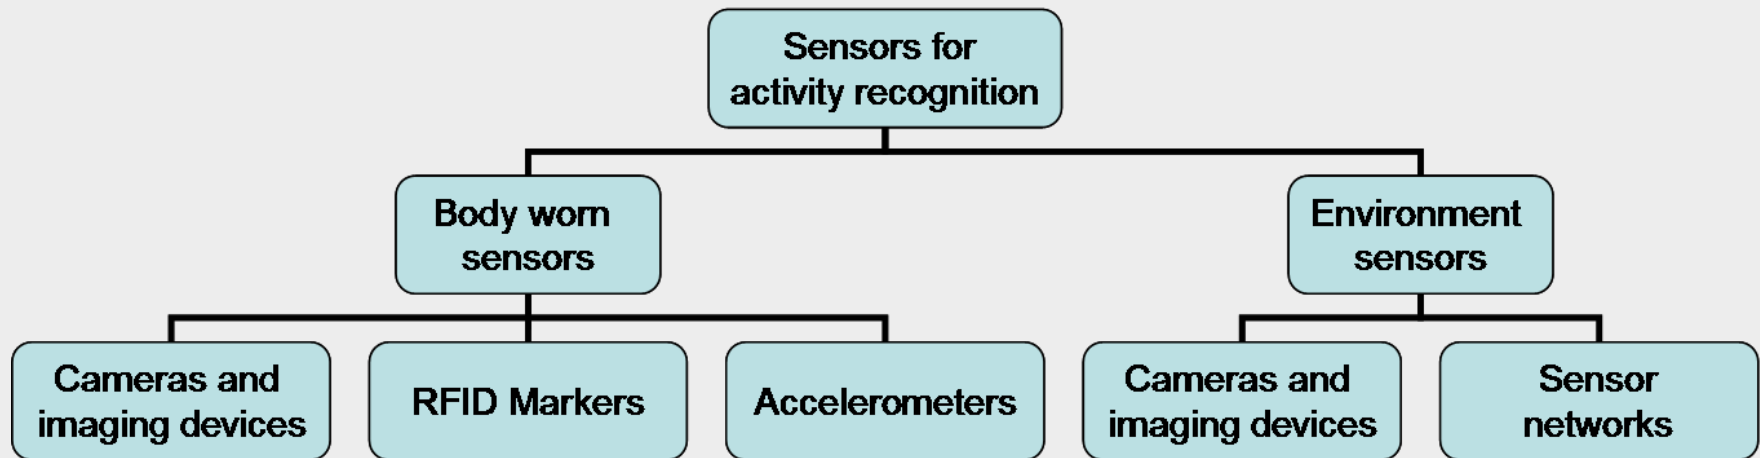 Sensors for
activity recognition
Body worn
sensors
Environment
sensors
Cameras and
imaging devices
RFID Markers
Accelerometers
Cameras and
imaging devices
Sensor
networks